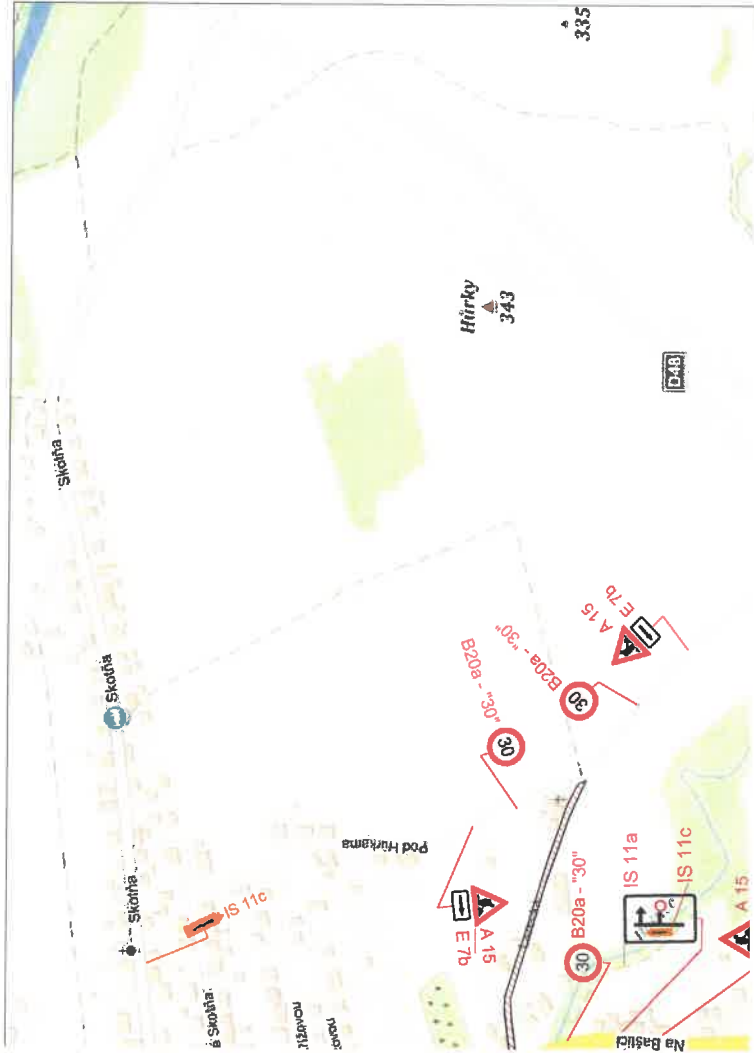 335
Hůrky
343
D48
Skotňa
Skotňa
Skotňa
IS 11c
Pod Hůrkama
B20a - "30"
30
B20a - "30"
30
A 15
E 7b
E 7b
A 15
30
B20a - "30"
IS 11a
IS 11c
A 15
Na Baštici